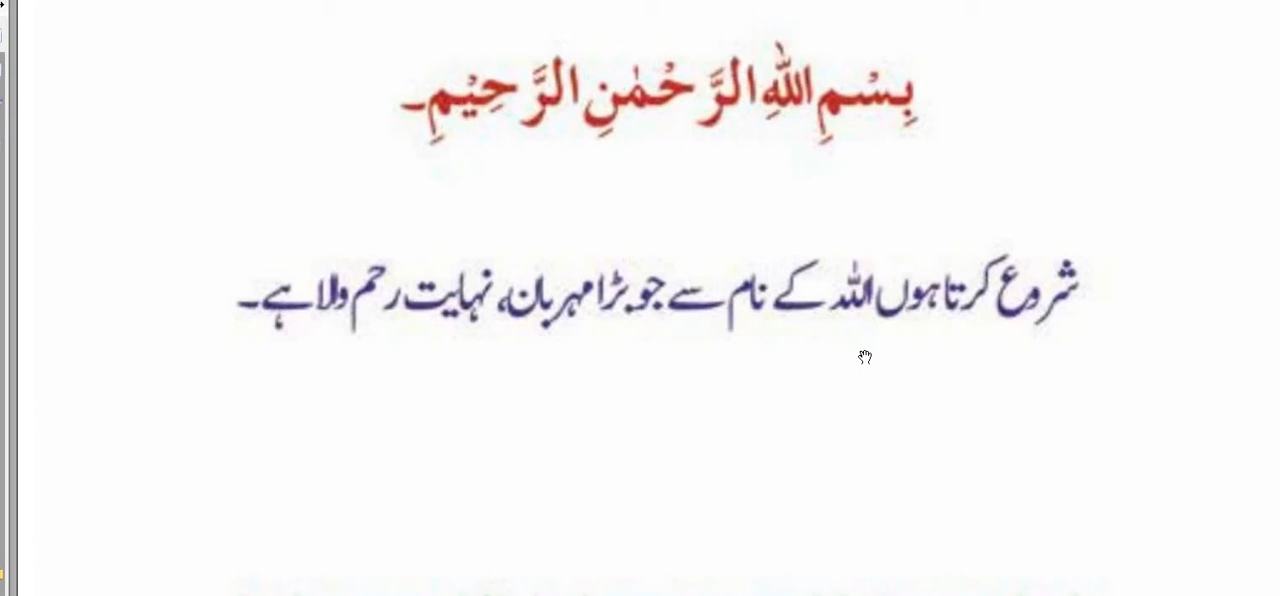 بِسْمِ اللّٰهِ الرَّحْمٰنِ الرَّحِيْمِ۔
شروع کرتا ہوں اللہ کے نام سے جو بڑا مہربان، نہایت رحم والا ہے۔